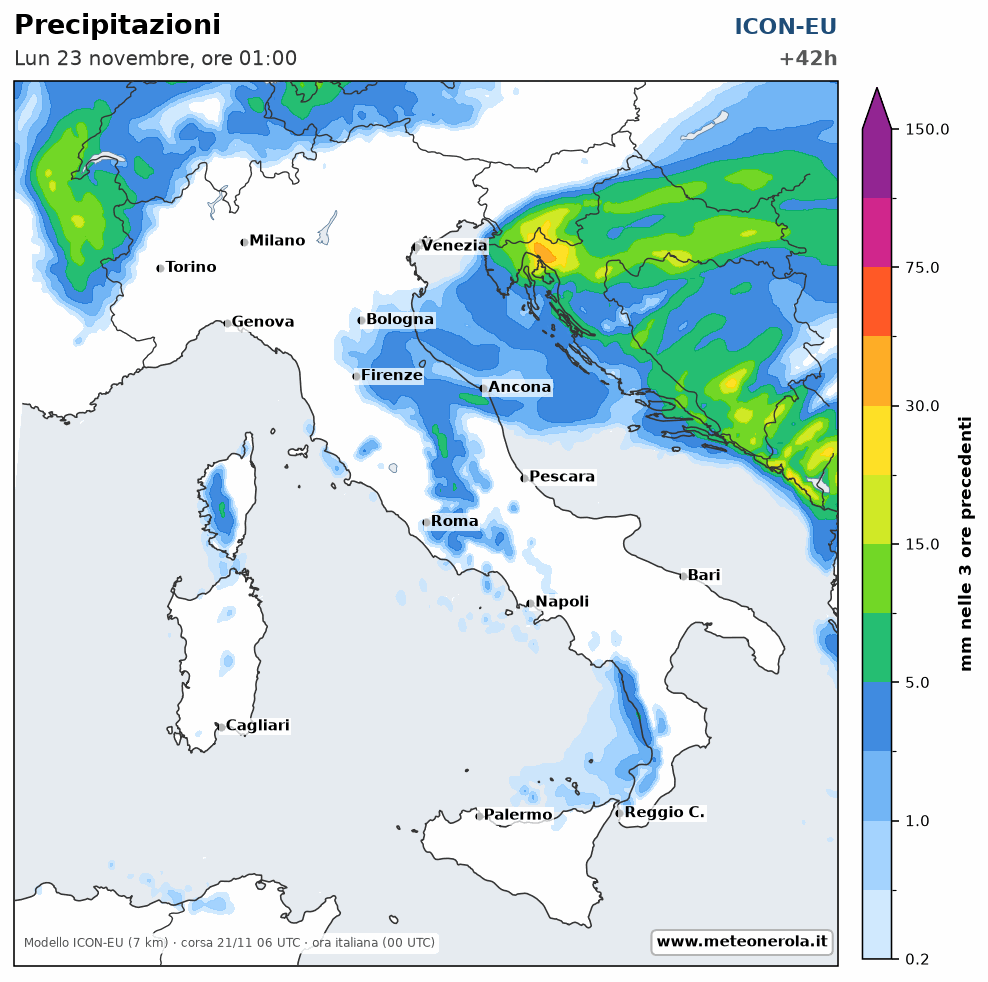 Precipitazioni
ICON-EU
Lun 23 novembre, ore 01:00
+42h
150.0
75.0
30.0
15.0
5.0
1.0
0.2
mm nelle 3 ore precedenti
Milano
Venezia
Torino
Genova
Bologna
Firenze
Ancona
Pescara
Roma
Bari
Napoli
Cagliari
Palermo
Reggio C.
Modello ICON-EU (7 km) · corsa 21/11 06 UTC · ora italiana (00 UTC)
www.meteonerola.it